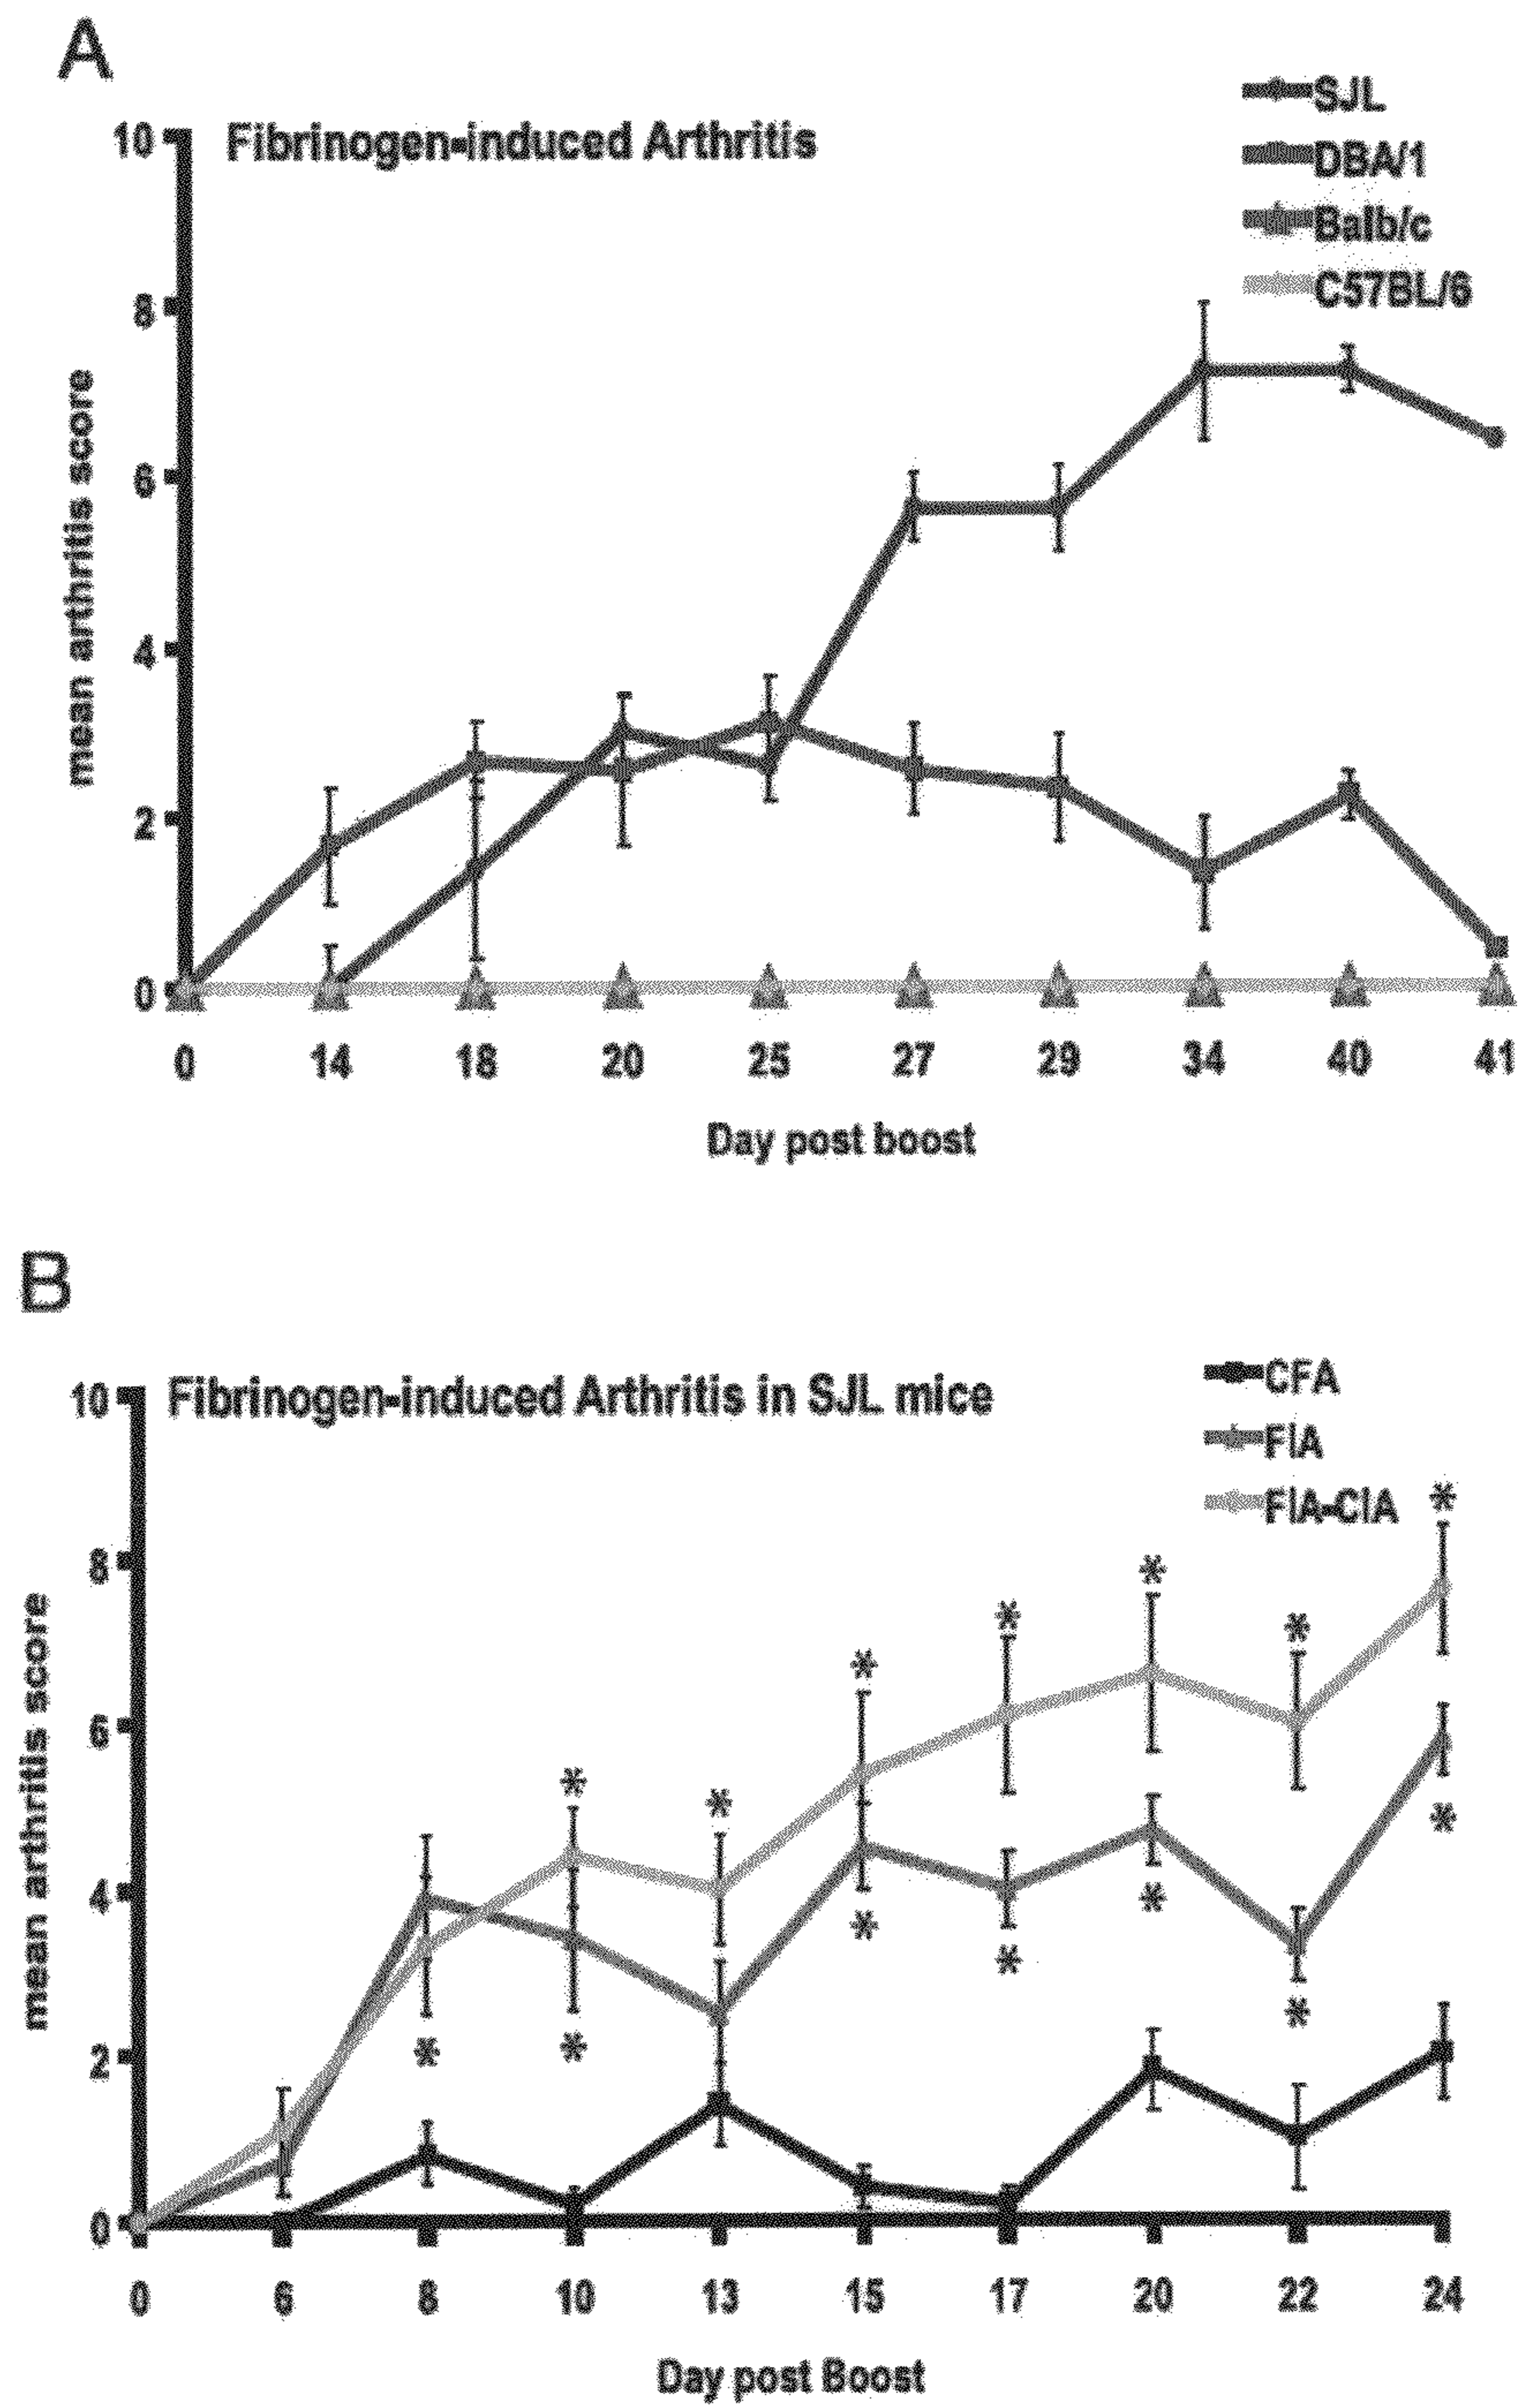 A
Fibrinogen-induced Arthritis
SJL
DBA/1
Balb/c
C57BL/6
mean arthritis score
10
8
6
4
2
0
0 14 18 20 25 27 29 34 40 41
Day post boost
B
Fibrinogen-induced Arthritis in SJL mice
CFA
FIA
FIA-CIA
mean arthritis score
10
8
6
4
2
0
* * * * * * *
* * * * * * *
0 6 8 10 13 15 17 20 22 24
Day post Boost